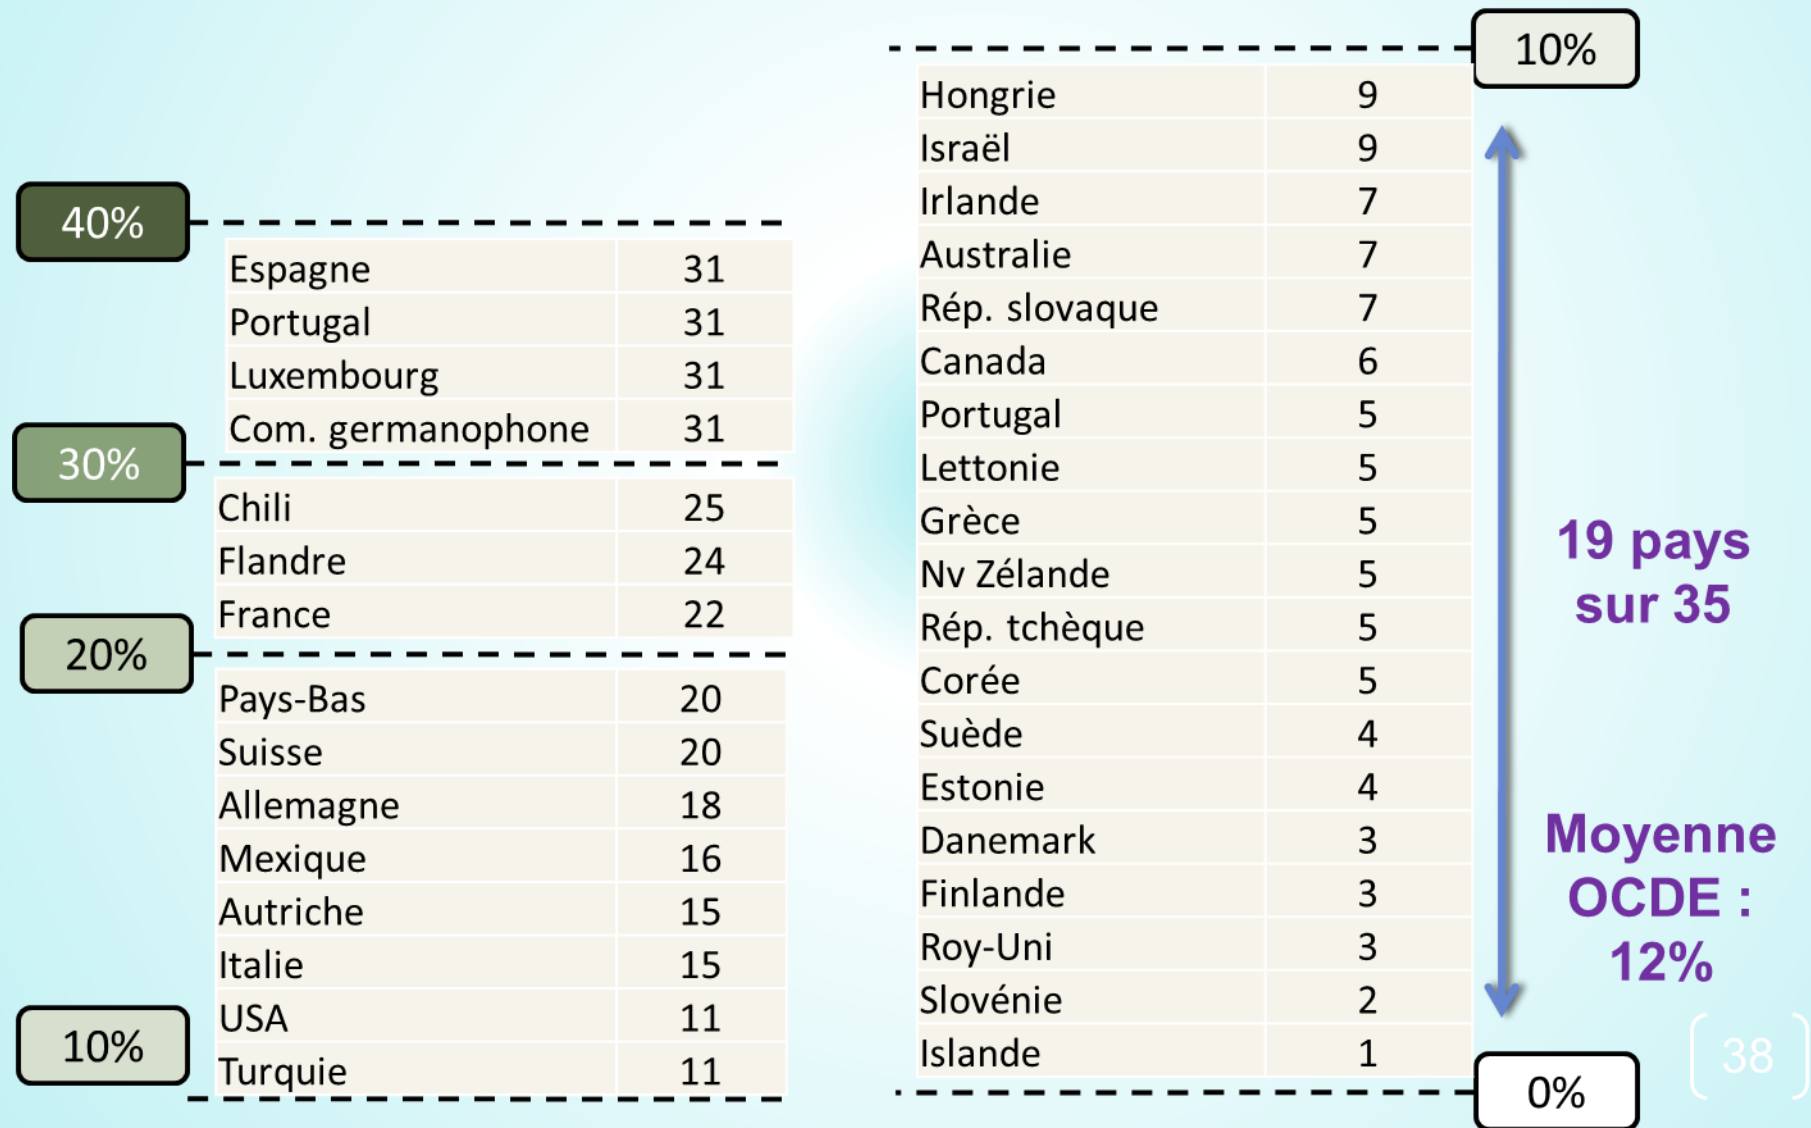 40%
Espagne 31
Portugal 31
Luxembourg 31
Com. germanophone 31
30%
Chili 25
Flandre 24
France 22
20%
Pays-Bas 20
Suisse 20
Allemagne 18
Mexique 16
Autriche 15
Italie 15
USA 11
10%
Turquie 11
10%
Hongrie 9
Israël 9
Irlande 7
Australie 7
Rép. slovaque 7
Canada 6
Portugal 5
Lettonie 5
Grèce 5
Nv Zélande 5
Rép. tchèque 5
Corée 5
Suède 4
Estonie 4
Danemark 3
Finlande 3
Roy-Uni 3
Slovénie 2
Islande 1
0%
19 pays
sur 35
Moyenne
OCDE :
12%
38